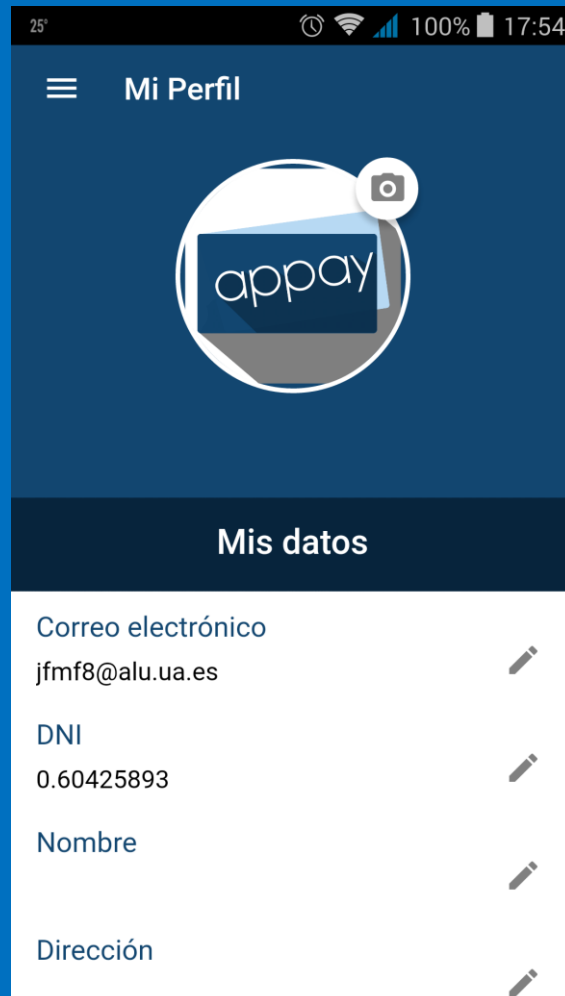 25°
100% 17:54
Mi Perfil
appay
Mis datos
Correo electrónico
jfmf8@alu.ua.es
DNI
0.60425893
Nombre
Dirección